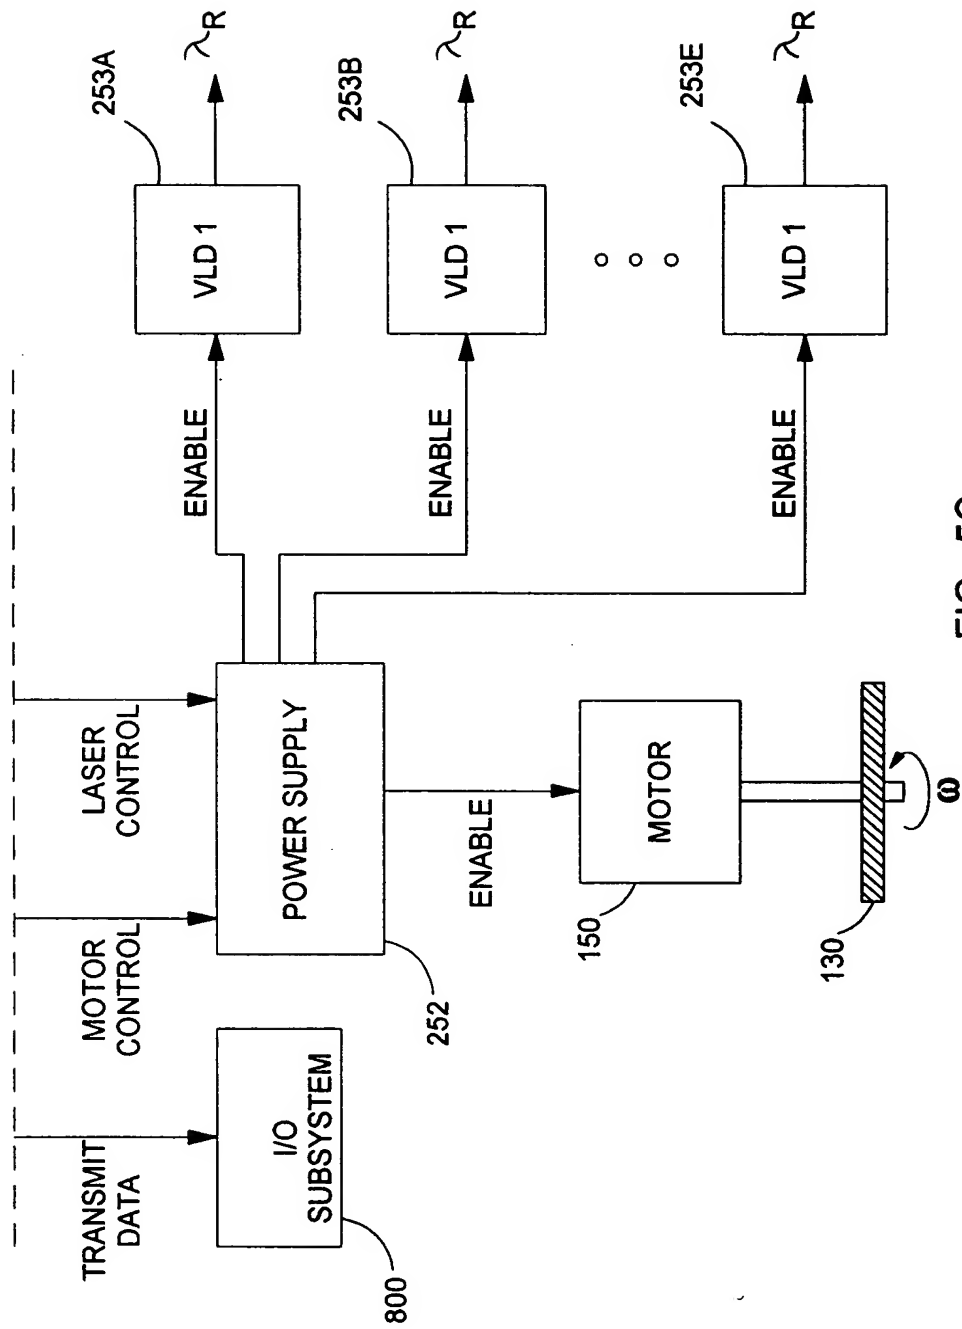 TRANSMIT
DATA
MOTOR
CONTROL
LASER
CONTROL
I/O
SUBSYSTEM
800
POWER SUPPLY
252
ENABLE
VLD 1
253A
λR
ENABLE
VLD 1
253B
λR
ENABLE
VLD 1
253E
λR
ENABLE
MOTOR
150
130
ω
FIG.